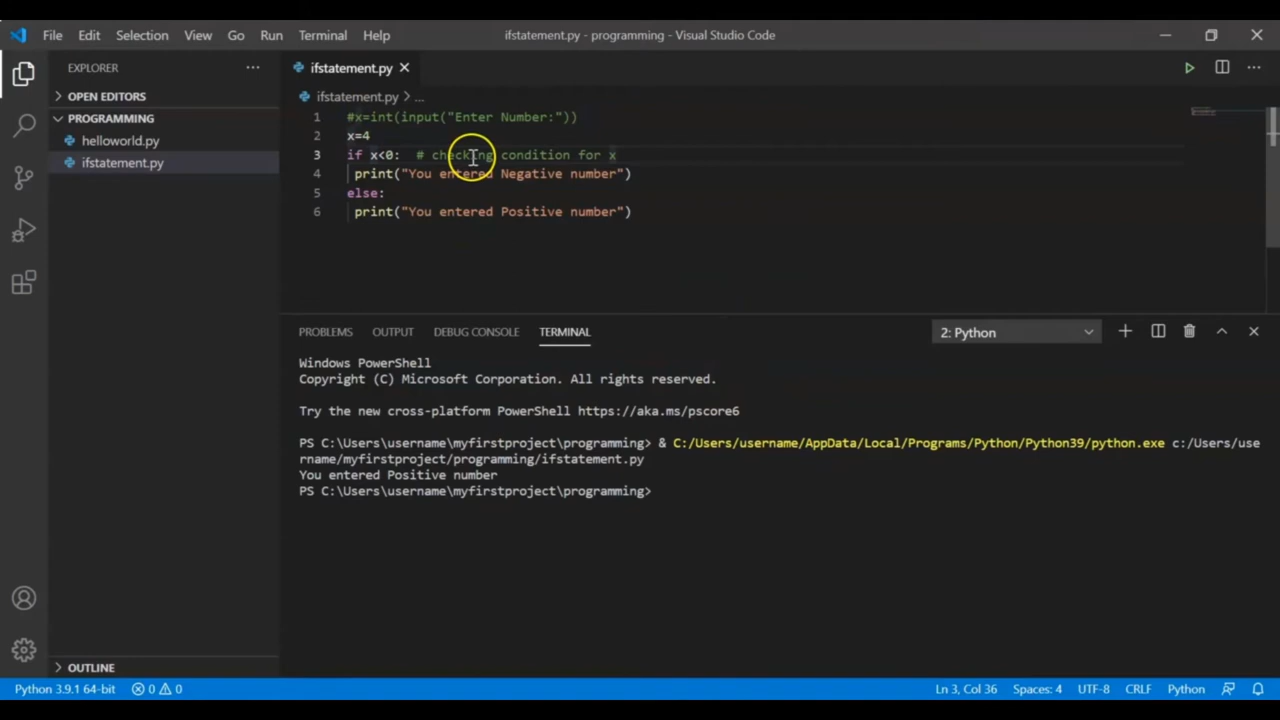 File Edit Selection View Go Run Terminal Help ifstatement.py - programming - Visual Studio Code
EXPLORER
OPEN EDITORS
PROGRAMMING
helloworld.py
ifstatement.py
ifstatement.py
ifstatement.py > ...
1 #x=int(input("Enter Number:"))
2 x=4
3 if x<0: # checking condition for x
4 print("You entered Negative number")
5 else:
6 print("You entered Positive number")
PROBLEMS OUTPUT DEBUG CONSOLE TERMINAL 2: Python
Windows PowerShell
Copyright (C) Microsoft Corporation. All rights reserved.
Try the new cross-platform PowerShell https://aka.ms/pscore6
PS C:\Users\username\myfirstproject\programming> & C:/Users/username/AppData/Local/Programs/Python/Python39/python.exe c:/Users/use
rname/myfirstproject/programming/ifstatement.py
You entered Positive number
PS C:\Users\username\myfirstproject\programming>
OUTLINE
Python 3.9.1 64-bit 0 0 Ln 3, Col 36 Spaces: 4 UTF-8 CRLF Python